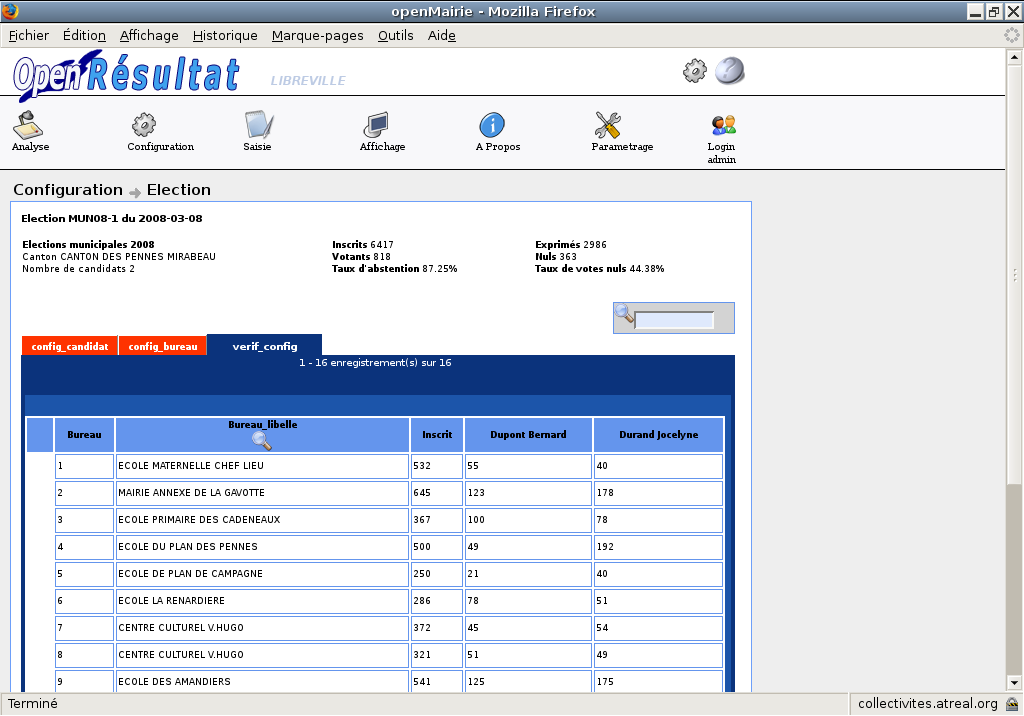 openMairie - Mozilla Firefox
Fichier Édition Affichage Historique Marque-pages Outils Aide
OpenRésultat LIBREVILLE
Analyse Configuration Saisie Affichage A Propos Parametrage Login admin
Configuration Election
Election MUN08-1 du 2008-03-08
Elections municipales 2008 Inscrits 6417 Exprimés 2986
Canton CANTON DES PENNES MIRABEAU Votants 818 Nuls 363
Nombre de candidats 2 Taux d'abstention 87.25% Taux de votes nuls 44.38%
config_candidat config_bureau verif_config
1 - 16 enregistrement(s) sur 16
Bureau Bureau_libelle Inscrit Dupont Bernard Durand Jocelyne
1 ECOLE MATERNELLE CHEF LIEU 532 55 40
2 MAIRIE ANNEXE DE LA GAVOTTE 645 123 178
3 ECOLE PRIMAIRE DES CADENEAUX 367 100 78
4 ECOLE DU PLAN DES PENNES 500 49 192
5 ECOLE DE PLAN DE CAMPAGNE 250 21 40
6 ECOLE LA RENARDIERE 286 78 51
7 CENTRE CULTUREL V.HUGO 372 45 54
8 CENTRE CULTUREL V.HUGO 321 51 49
9 ECOLE DES AMANDIERS 541 125 175
Terminé collectivites.atreal.org